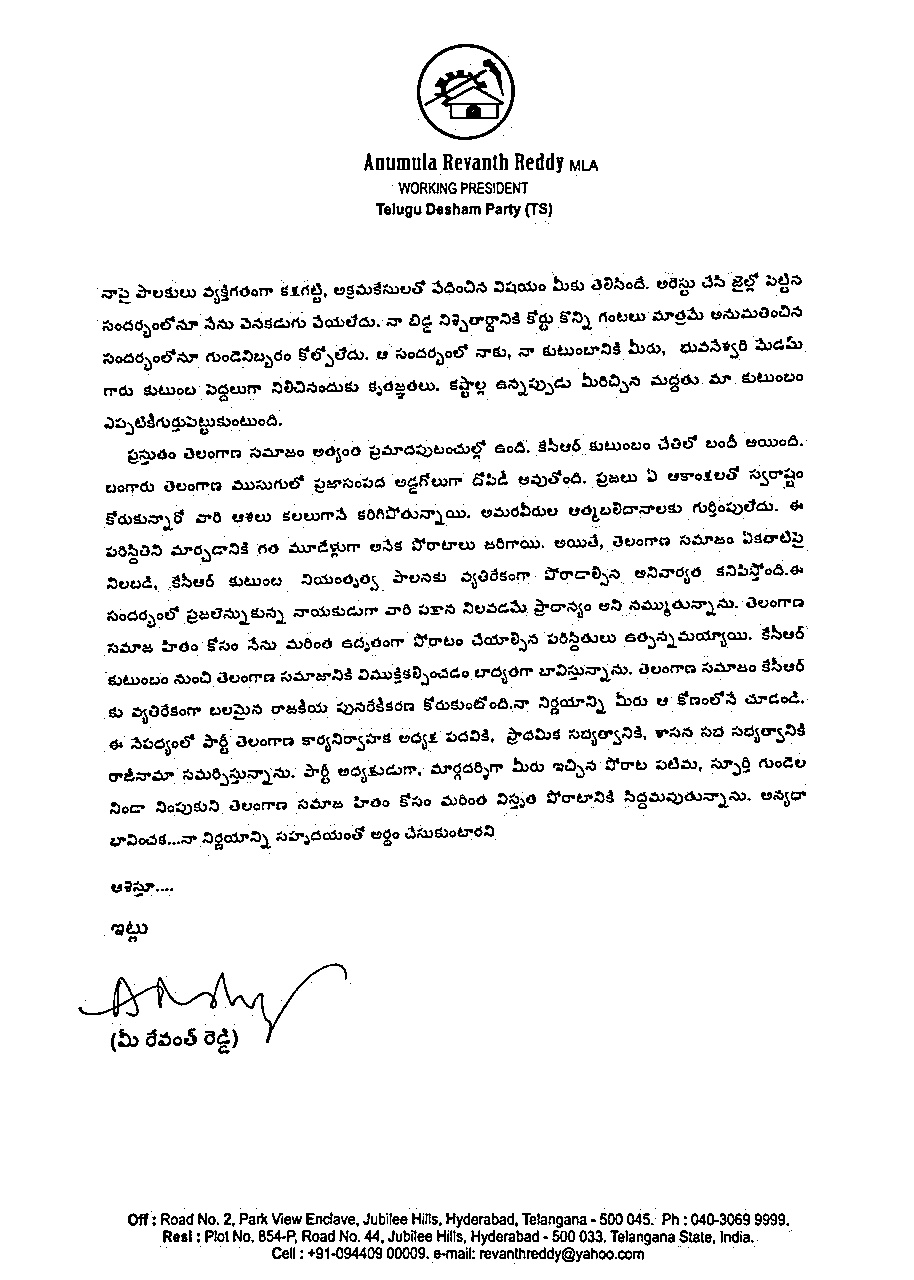 Anumula Revanth Reddy MLA
WORKING PRESIDENT
Telugu Desham Party (TS)
నాపై పాలకులు వ్యక్తిగతంగా కక్షగట్టి, అక్రమకేసులతో వేధించిన విషయం మీకు తెలిసిందే. అరెస్టు చేసి జైల్లో పెట్టిన
సందర్భంలోనూ నేను వెనకడుగు వేయలేదు. నా బిడ్డ నిశ్చితార్థానికి కోర్టు కొన్ని గంటలు మాత్రమే అనుమతించిన
సందర్భంలోనూ గుండెనిబ్బరం కోల్పోలేదు. ఆ సందర్భంలో నాకు, నా కుటుంబానికి మీరు, భువనేశ్వరి మేడమ్
గారు కుటుంబ పెద్దలుగా నిలిచినందుకు కృతజ్ఞతలు. కష్టాల్ల ఉన్నప్పుడు మీరిచ్చిన మద్దతు మా కుటుంబం
ఎప్పటికీగుర్తుపెట్టుకుంటుంది.
ప్రస్తుతం తెలంగాణ సమాజం అత్యంత ప్రమాదపుటంచుల్లో ఉంది. కేసీఆర్ కుటుంబం చేతిలో బందీ అయింది.
బంగారు తెలంగాణ ముసుగులో ప్రజాసంపద అడ్డగోలుగా దోపిడీ అవుతోంది. ప్రజలు ఏ ఆకాంక్షలతో స్వరాష్ట్రం
కోరుకున్నారో వారి ఆశలు కలలుగానే కరిగిపోతున్నాయి. అమరవీరుల ఆత్మబలిదానాలకు గుర్తింపులేదు. ఈ
పరిస్థితిని మార్చడానికి గత మూడేళ్లుగా అనేక పోరాటాలు జరిగాయి. అయితే, తెలంగాణ సమాజం ఏకతాటిపై
నిలబడి, కేసీఆర్ కుటుంబ నియంతృత్వ పాలనకు వ్యతిరేకంగా పోరాడాల్సిన అనివార్యత కనిపిస్తోంది.ఈ
సందర్భంలో ప్రజలెన్నుకున్న నాయకుడుగా వారి పక్షాన నిలవడమే ప్రాధాన్యం అని నమ్ముతున్నాను. తెలంగాణ
సమాజ హితం కోసం నేను మరింత ఉధృతంగా పోరాటం చేయాల్సిన పరిస్థితులు ఉత్పన్నమయ్యాయి. కేసీఆర్
కుటుంబం నుంచి తెలంగాణ సమాజానికి విముక్తికల్పించడం బాధ్యతగా బావిస్తున్నాను. తెలంగాణ సమాజం కేసీఆర్
కు వ్యతిరేకంగా బలమైన రాజకీయ పునరేకీకరణ కోరుకుంటోంది.నా నిర్ణయాన్ని మీరు ఆ కోణంలోనే చూడండి.
ఈ నేపథ్యంలో పార్టీ తెలంగాణ కార్యనిర్వాహక అధ్యక్ష పదవికి, ప్రాథమిక సభ్యత్వానికి, శాసన సభ సభ్యత్వానికి
రాజీనామా సమర్పిస్తున్నాను. పార్టీ అధ్యక్షుడుగా, మార్గదర్శిగా మీరు ఇచ్చిన పోరాట పటిమ, స్ఫూర్తి గుండెల
నిండా నింపుకుని తెలంగాణ సమాజ హితం కోసం మరింత విస్తృత పోరాటానికి సిద్ధమవుతున్నాను. అన్యధా
భావించక...నా నిర్ణయాన్ని సహృదయంతో అర్థం చేసుకుంటారని
ఆశిస్తూ....
ఇట్లు
(మీ రేవంత్ రెడ్డి)
Off : Road No. 2, Park View Enclave, Jubilee Hills, Hyderabad, Telangana - 500 045. Ph : 040-3069 9999.
Resi : Plot No. 854-P, Road No. 44, Jubilee Hills, Hyderabad - 500 033. Telangana State, India.
Cell : +91-094409 00009. e-mail: revanthreddy@yahoo.com